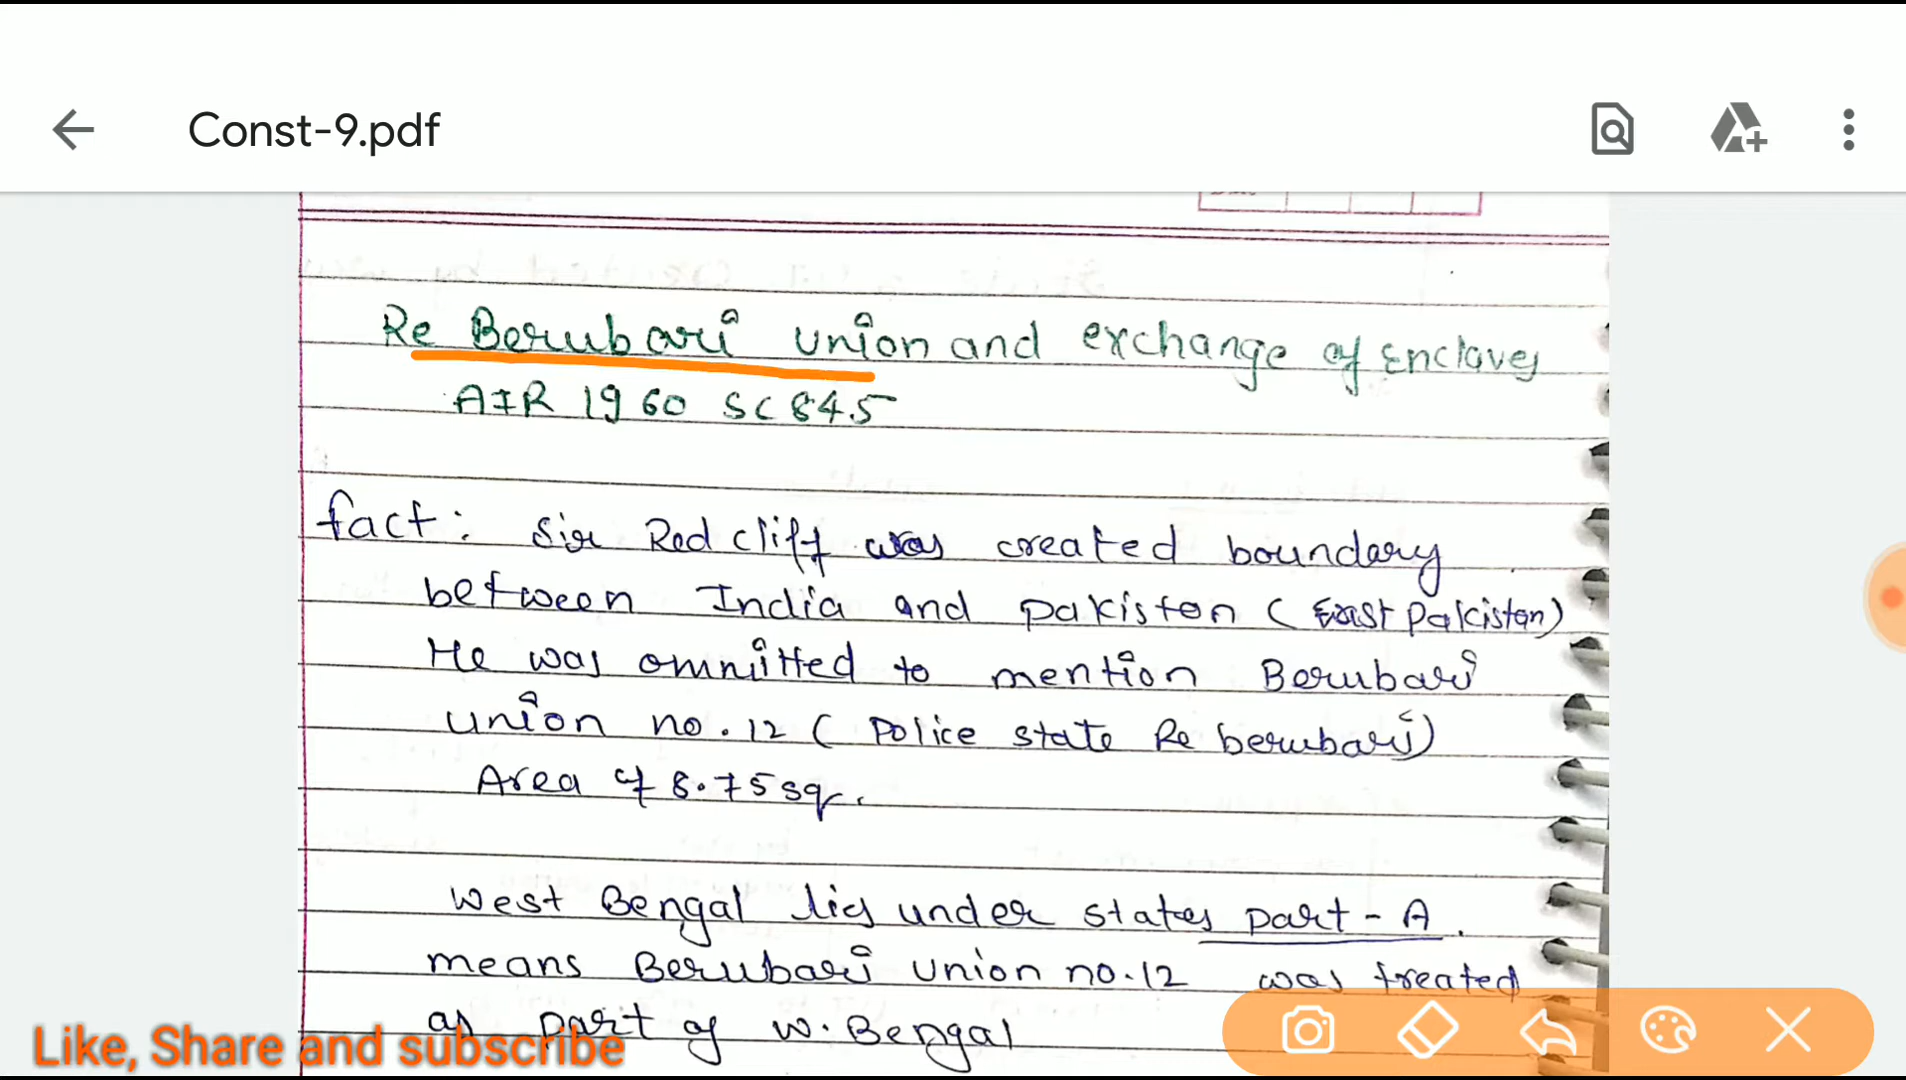 Const-9.pdf
Re Berubari union and exchange of Enclaves
AIR 1960 SC 845
fact: Sir Red cliff was created boundary
between India and pakisten ( East Pakistan)
He was ommitted to mention Berubari
union no. 12 ( Police state Re berubari)
Area of 8.75 sq.
West Bengal lies under states part - A.
means Berubari union no.12 was treated
as part of W. Bengal
Like, Share and subscribe